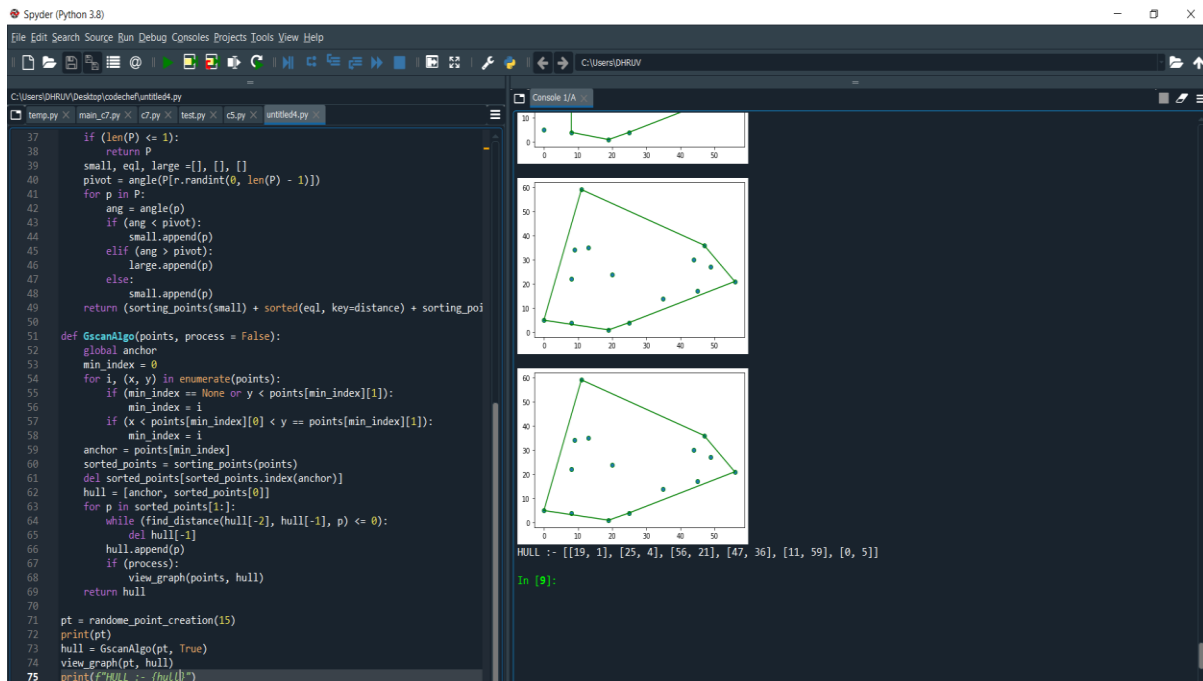 Spyder (Python 3.8)
File Edit Search Source Run Debug Consoles Projects Tools View Help
C:\Users\DHRUV
C:\Users\DHRUV\Desktop\codechef\untitled4.py
temp.py main_c7.py c7.py test.py c5.py untitled4.py
37 if (len(P) <= 1):
38 return P
39 small, eql, large =[], [], []
40 pivot = angle(P[r.randint(0, len(P) - 1)])
41 for p in P:
42 ang = angle(p)
43 if (ang < pivot):
44 small.append(p)
45 elif (ang > pivot):
46 large.append(p)
47 else:
48 small.append(p)
49 return (sorting_points(small) + sorted(eql, key=distance) + sorting_poi
50
51 def GscanAlgo(points, process = False):
52 global anchor
53 min_index = 0
54 for i, (x, y) in enumerate(points):
55 if (min_index == None or y < points[min_index][1]):
56 min_index = i
57 if (x < points[min_index][0] < y == points[min_index][1]):
58 min_index = i
59 anchor = points[min_index]
60 sorted_points = sorting_points(points)
61 del sorted_points[sorted_points.index(anchor)]
62 hull = [anchor, sorted_points[0]]
63 for p in sorted_points[1:]:
64 while (find_distance(hull[-2], hull[-1], p) <= 0):
65 del hull[-1]
66 hull.append(p)
67 if (process):
68 view_graph(points, hull)
69 return hull
70
71 pt = randome_point_creation(15)
72 print(pt)
73 hull = GscanAlgo(pt, True)
74 view_graph(pt, hull)
75 print(f"HULL :- {hull}")
Console 1/A
10
0
0 10 20 30 40 50
60
50
40
30
20
10
0
0 10 20 30 40 50
60
50
40
30
20
10
0
0 10 20 30 40 50
HULL :- [[19, 1], [25, 4], [56, 21], [47, 36], [11, 59], [0, 5]]
In [9]: